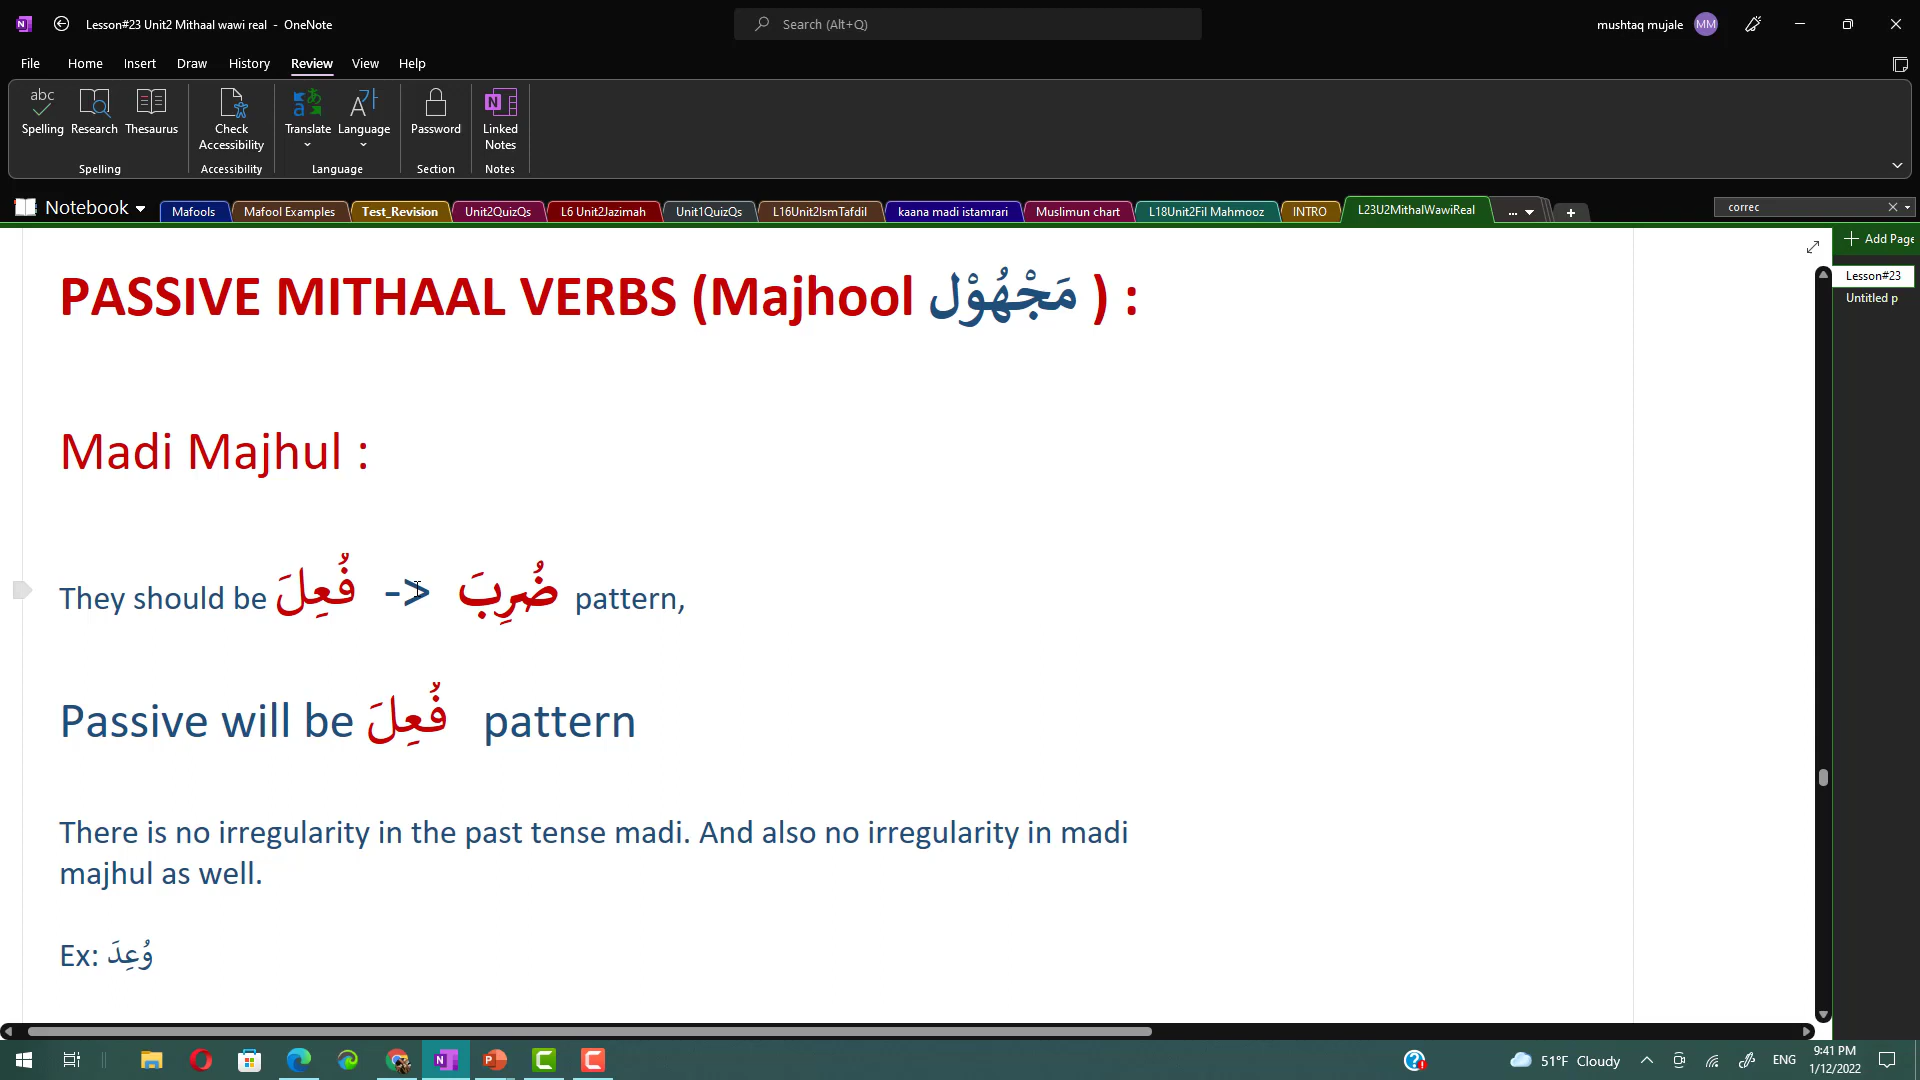 Lesson#23 Unit2 Mithaal wawi real - OneNote
Search (Alt+Q)
mushtaq mujale
MM
File Home Insert Draw History Review View Help
abc
Spelling Research Thesaurus Check Accessibility Translate Language Password Linked Notes
Spelling Accessibility Language Section Notes
Notebook Mafools Mafool Examples Test_Revision Unit2QuizQs L6 Unit2Jazimah Unit1QuizQs L16Unit2IsmTafdil kaana madi istamrari Muslimun chart L18Unit2Fil Mahmooz INTRO L23U2MithalWawiReal ... correc
Add Page
Lesson#23
Untitled p
PASSIVE MITHAAL VERBS (Majhool مَجْهُوْل ) :
Madi Majhul :
They should be فُعِلَ -> ضُرِبَ pattern,
Passive will be فُعِلَ pattern
There is no irregularity in the past tense madi. And also no irregularity in madi
majhul as well.
Ex: وُعِدَ
51°F Cloudy ENG 9:41 PM
1/12/2022